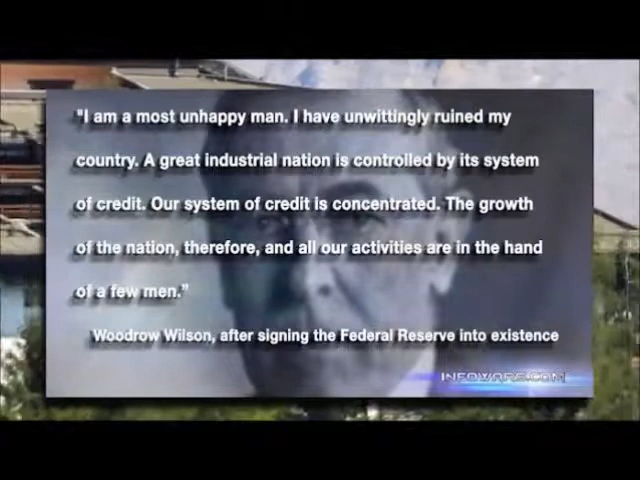 "I am a most unhappy man. I have unwittingly ruined my
country. A great industrial nation is controlled by its system
of credit. Our system of credit is concentrated. The growth
of the nation, therefore, and all our activities are in the hand
of a few men."
Woodrow Wilson, after signing the Federal Reserve into existence
INFOWARS.COM